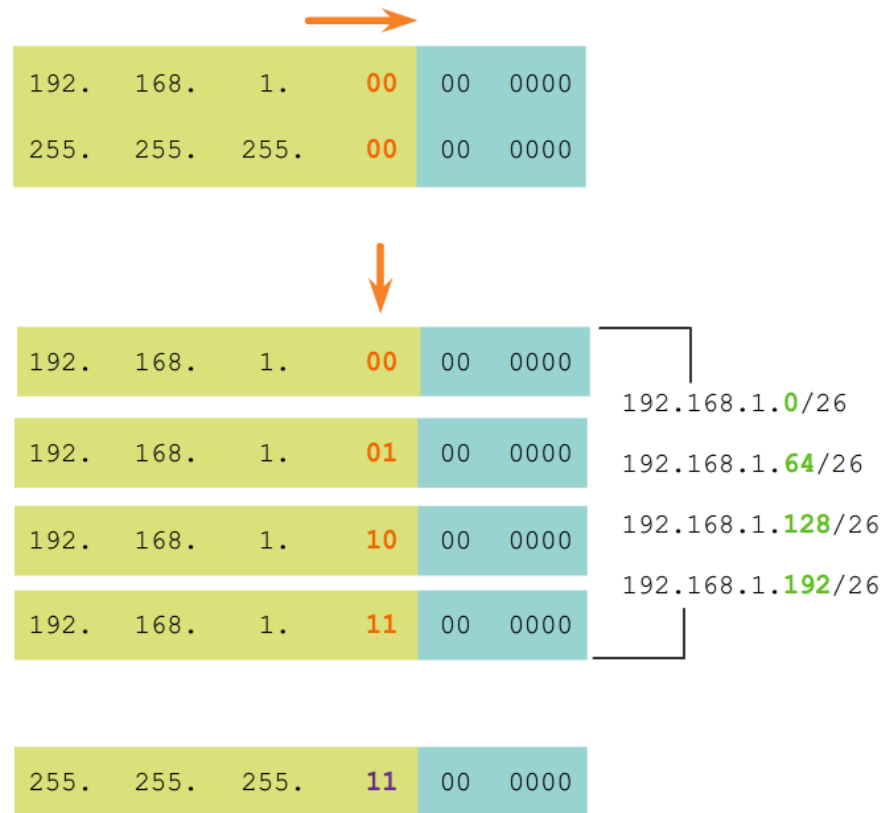 192. 168. 1. 00 00 0000
255. 255. 255. 00 00 0000
192. 168. 1. 00 00 0000
192. 168. 1. 01 00 0000
192. 168. 1. 10 00 0000
192. 168. 1. 11 00 0000
192.168.1.0/26
192.168.1.64/26
192.168.1.128/26
192.168.1.192/26
255. 255. 255. 11 00 0000